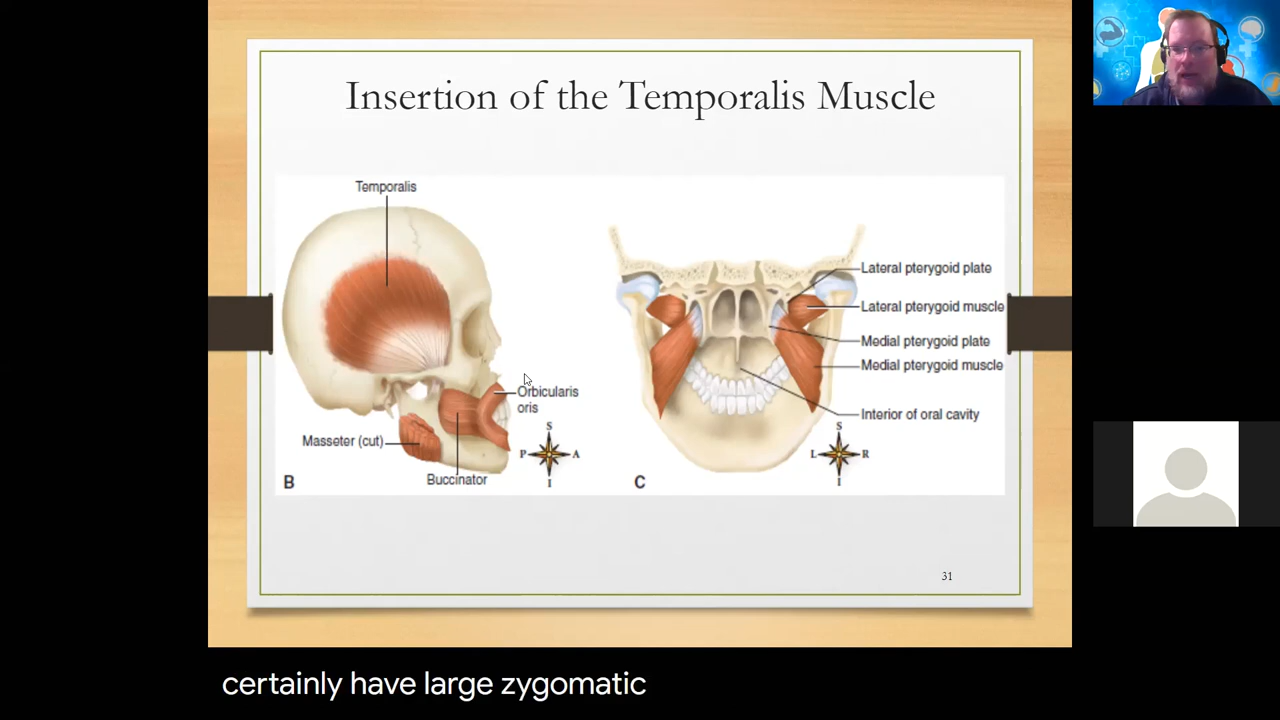 Insertion of the Temporalis Muscle
Temporalis
Orbicularis
oris
Masseter (cut)
Buccinator
S
P
A
I
B
Lateral pterygoid plate
Lateral pterygoid muscle
Medial pterygoid plate
Medial pterygoid muscle
Interior of oral cavity
S
L
R
I
C
31
certainly have large zygomatic